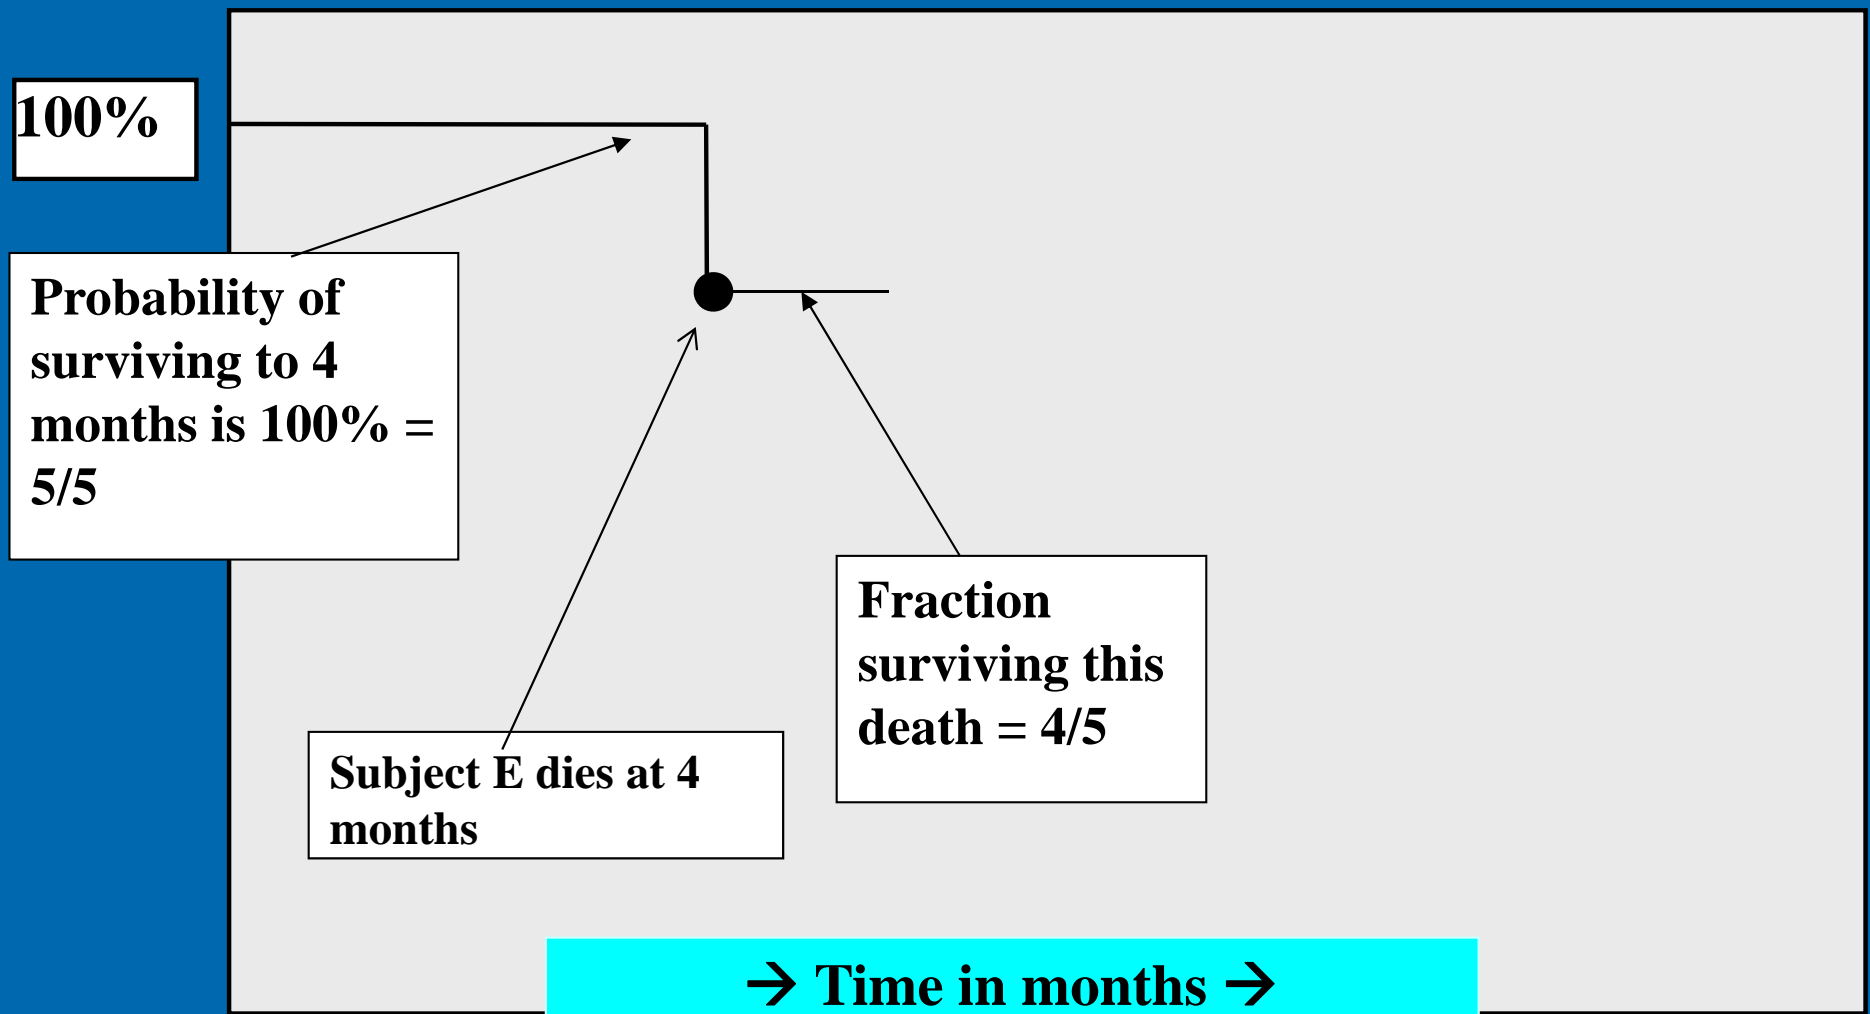 100%
Probability of
surviving to 4
months is 100% =
5/5
Fraction
surviving this
death = 4/5
Subject E dies at 4
months
→ Time in months →